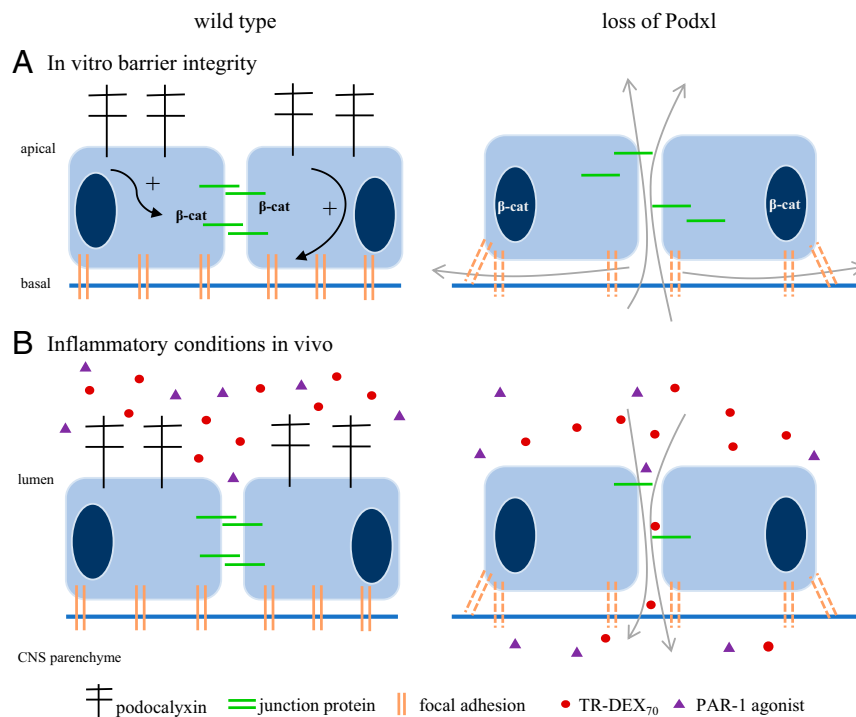 wild type
loss of Podxl
A In vitro barrier integrity
apical
+
β-cat
β-cat
+
β-cat
β-cat
basal
B Inflammatory conditions in vivo
lumen
CNS parenchyme
podocalyxin
junction protein
focal adhesion
TR-DEX70
PAR-1 agonist